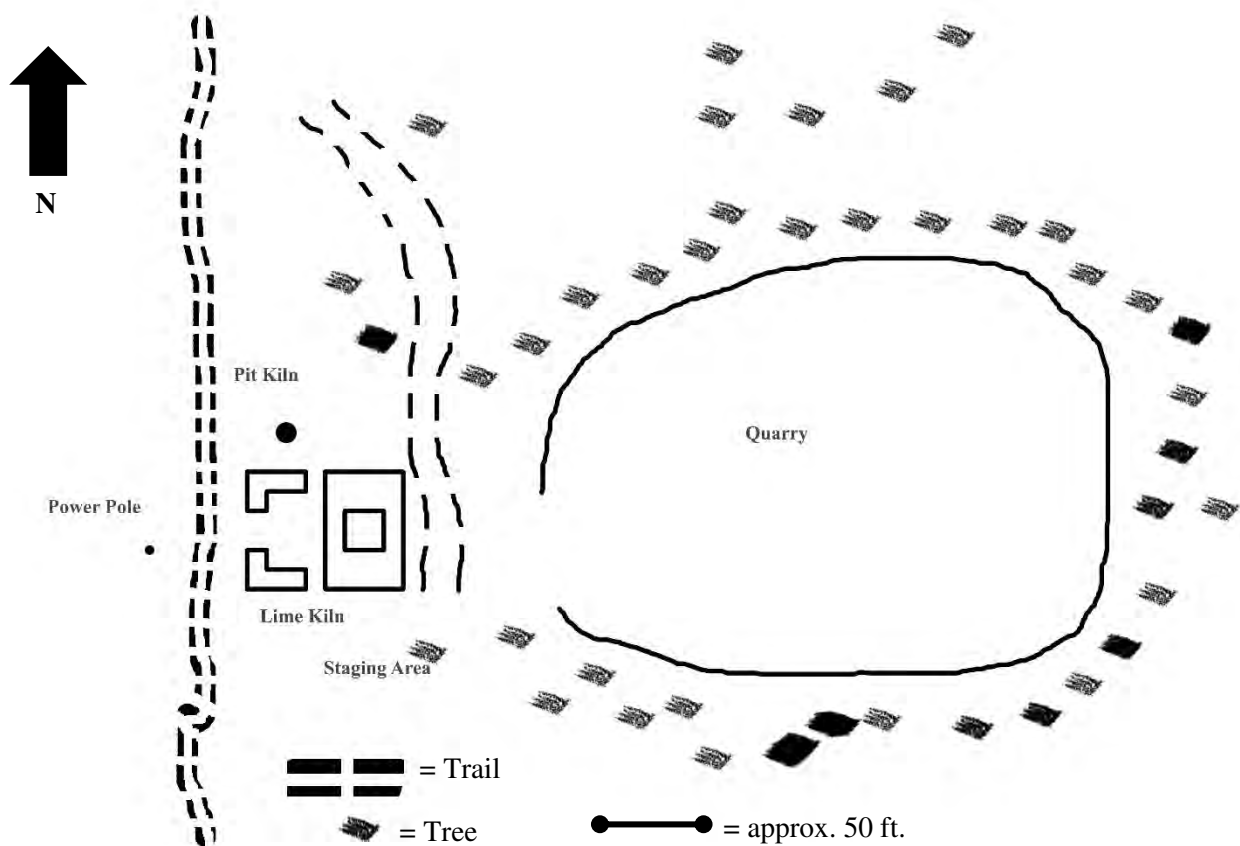 N
Pit Kiln
Quarry
Power Pole
Lime Kiln
Staging Area
= Trail
= Tree
= approx. 50 ft.